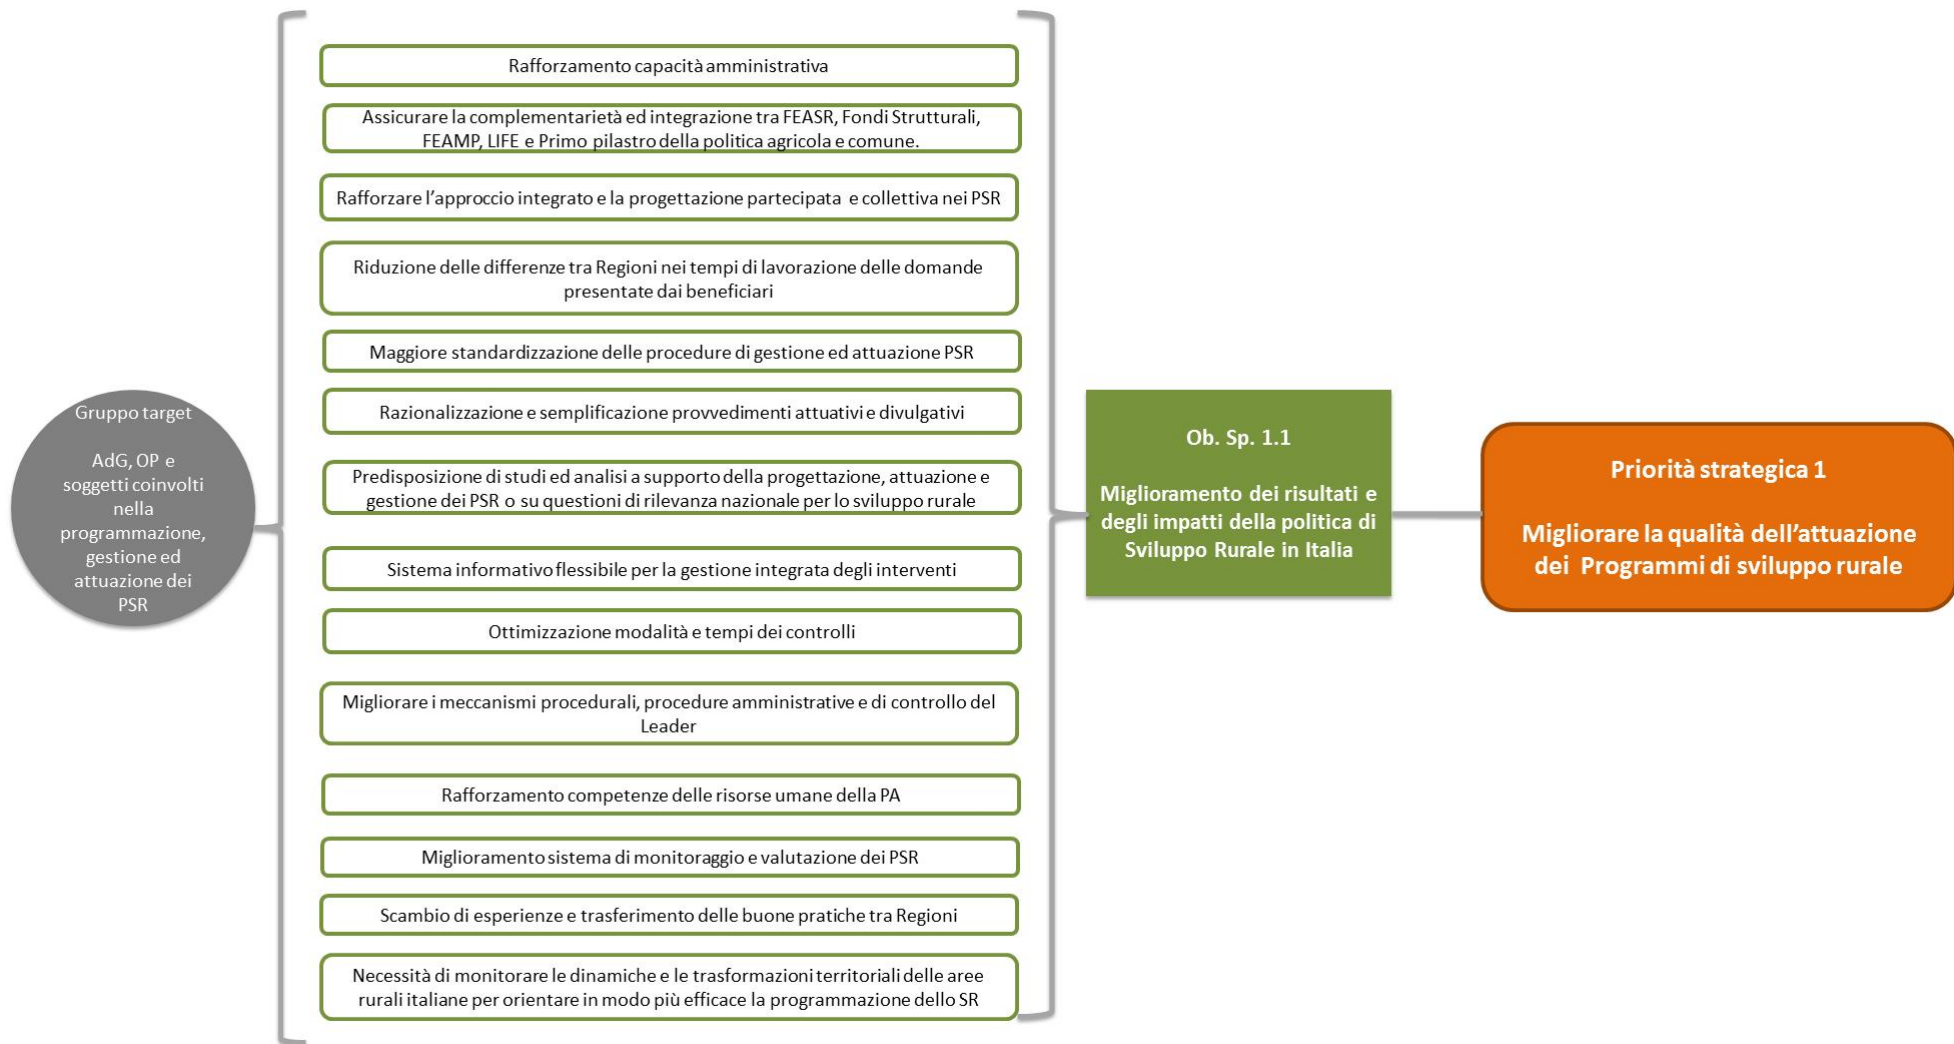 Gruppo target
AdG, OP e
soggetti coinvolti
nella
programmazione,
gestione ed
attuazione dei
PSR
Rafforzamento capacità amministrativa
Assicurare la complementarietà ed integrazione tra FEASR, Fondi Strutturali,
FEAMP, LIFE e Primo pilastro della politica agricola e comune.
Rafforzare l’approccio integrato e la progettazione partecipata e collettiva nei PSR
Riduzione delle differenze tra Regioni nei tempi di lavorazione delle domande
presentate dai beneficiari
Maggiore standardizzazione delle procedure di gestione ed attuazione PSR
Razionalizzazione e semplificazione provvedimenti attuativi e divulgativi
Predisposizione di studi ed analisi a supporto della progettazione, attuazione e
gestione dei PSR o su questioni di rilevanza nazionale per lo sviluppo rurale
Sistema informativo flessibile per la gestione integrata degli interventi
Ottimizzazione modalità e tempi dei controlli
Migliorare i meccanismi procedurali, procedure amministrative e di controllo del
Leader
Rafforzamento competenze delle risorse umane della PA
Miglioramento sistema di monitoraggio e valutazione dei PSR
Scambio di esperienze e trasferimento delle buone pratiche tra Regioni
Necessità di monitorare le dinamiche e le trasformazioni territoriali delle aree
rurali italiane per orientare in modo più efficace la programmazione dello SR
Ob. Sp. 1.1
Miglioramento dei risultati e
degli impatti della politica di
Sviluppo Rurale in Italia
Priorità strategica 1
Migliorare la qualità dell’attuazione
dei Programmi di sviluppo rurale